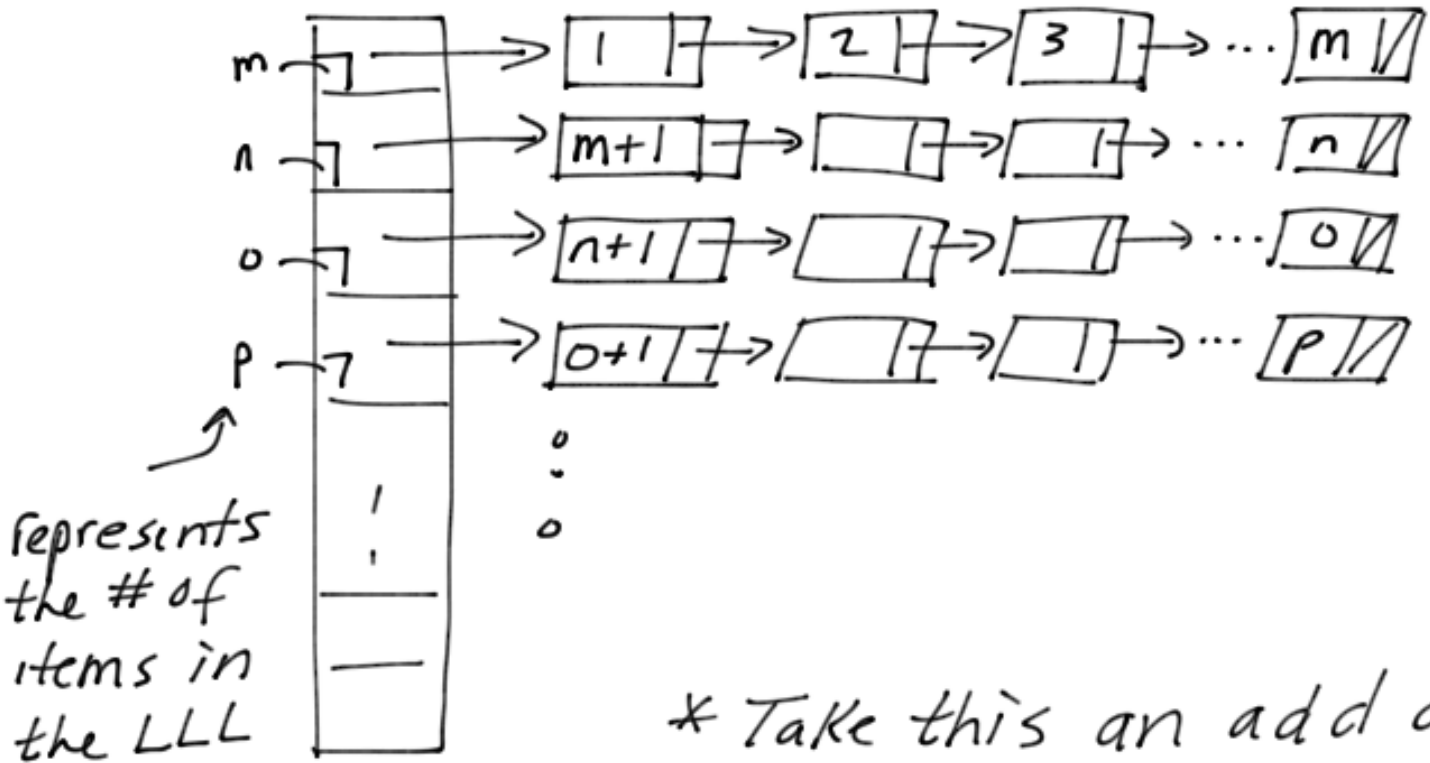 m 1 2 3 ... m
n m+1 ... n
o n+1 ... o
p o+1 ... p
represents
the # of
items in
the LLL
* Take this an add a